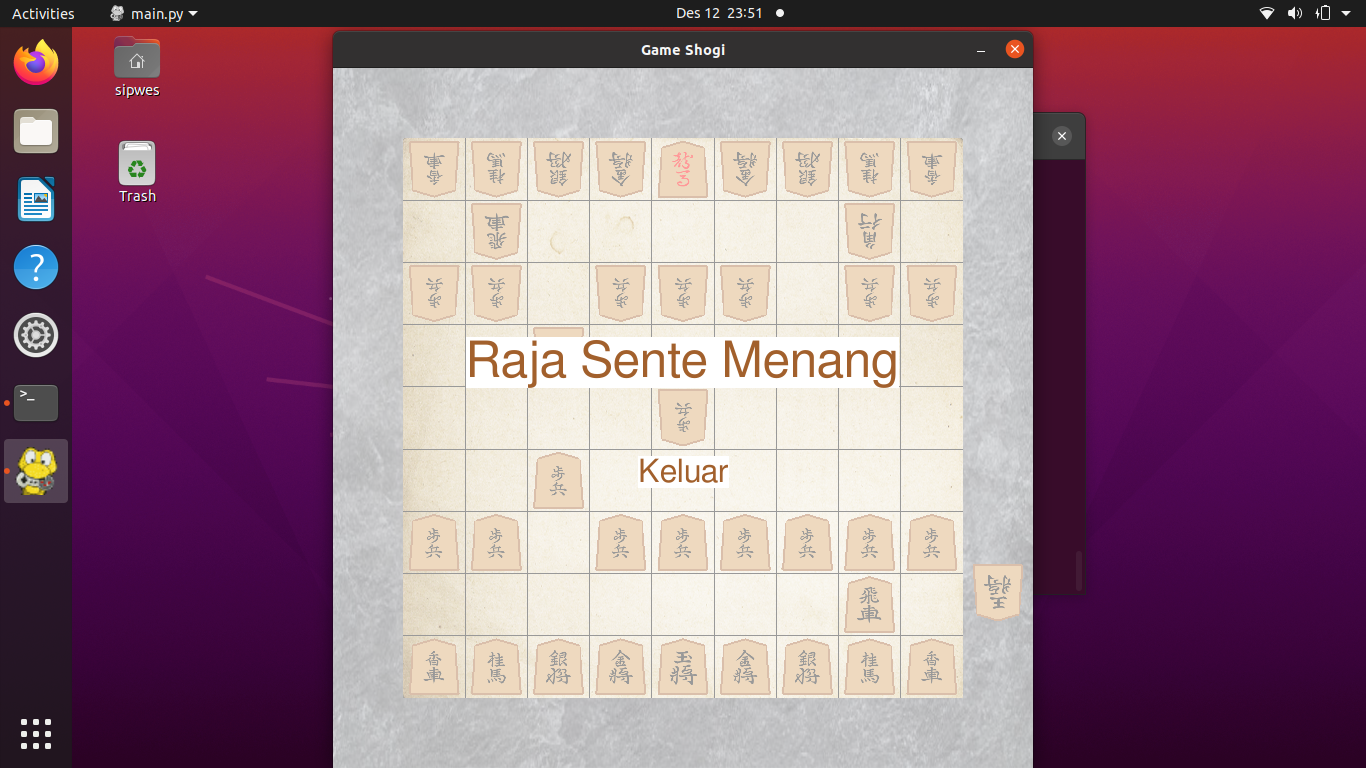 Activities main.py Des 12 23:51
Game Shogi
sipwes
Trash
香車 桂馬 銀将 金将 金将 銀将 桂馬 香車
飛車 角行
歩兵 歩兵 歩兵 歩兵 歩兵 歩兵 歩兵
Raja Sente Menang
歩兵
Keluar
歩兵
歩兵 歩兵 歩兵 歩兵 歩兵 歩兵 歩兵 歩兵
飛車
玉将
香車 桂馬 銀将 金将 玉将 金将 銀将 桂馬 香車